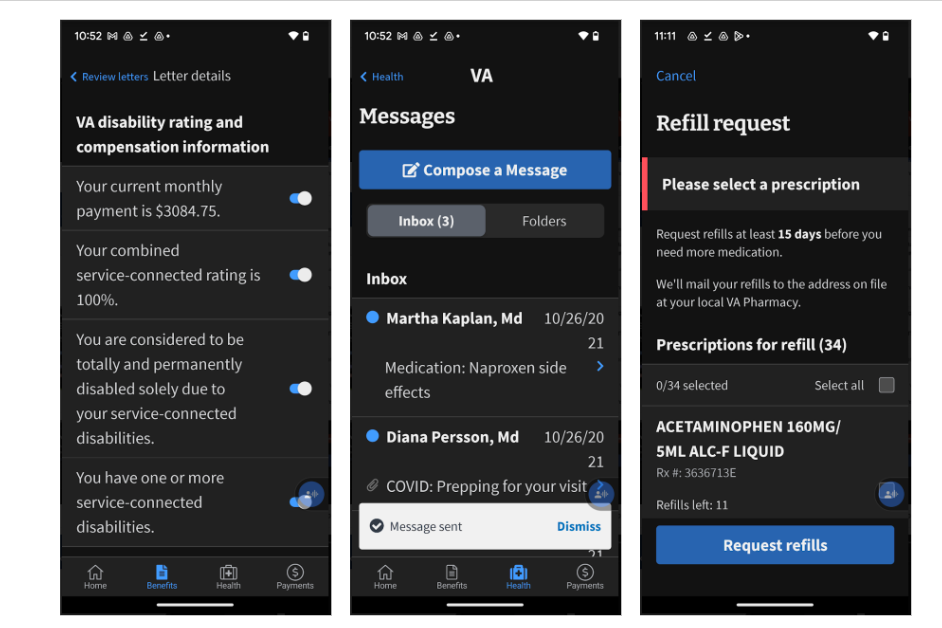 10:52
Review letters Letter details
VA disability rating and
compensation information
Your current monthly
payment is $3084.75.
Your combined
service-connected rating is
100%.
You are considered to be
totally and permanently
disabled solely due to
your service-connected
disabilities.
You have one or more
service-connected
disabilities.
Home Benefits Health Payments
10:52
Health VA
Messages
Compose a Message
Inbox (3) Folders
Inbox
Martha Kaplan, Md 10/26/20
21
Medication: Naproxen side
effects
Diana Persson, Md 10/26/20
21
COVID: Prepping for your visit
Message sent Dismiss
21
Home Benefits Health Payments
11:11
Cancel
Refill request
Please select a prescription
Request refills at least 15 days before you
need more medication.
We'll mail your refills to the address on file
at your local VA Pharmacy.
Prescriptions for refill (34)
0/34 selected Select all
ACETAMINOPHEN 160MG/
5ML ALC-F LIQUID
Rx #: 3636713E
Refills left: 11
Request refills